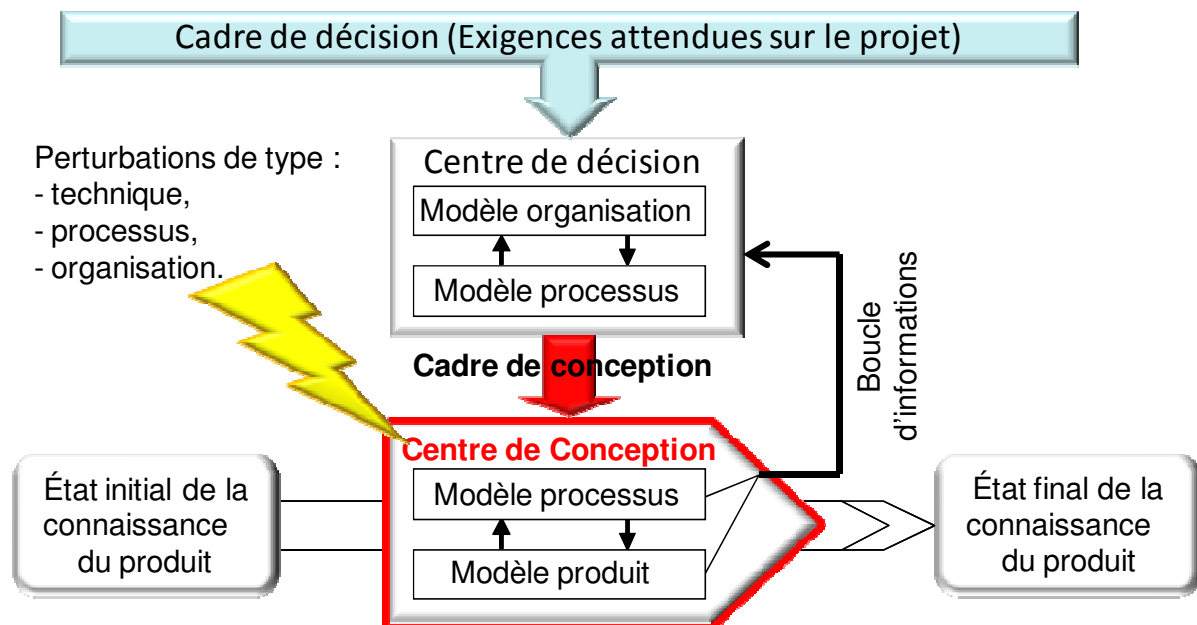 Cadre de décision (Exigences attendues sur le projet)
Perturbations de type :
- technique,
- processus,
- organisation.
Centre de décision
Modèle organisation
Modèle processus
Boucle
d'informations
Cadre de conception
Centre de Conception
Modèle processus
Modèle produit
État initial de la
connaissance
du produit
État final de la
connaissance
du produit